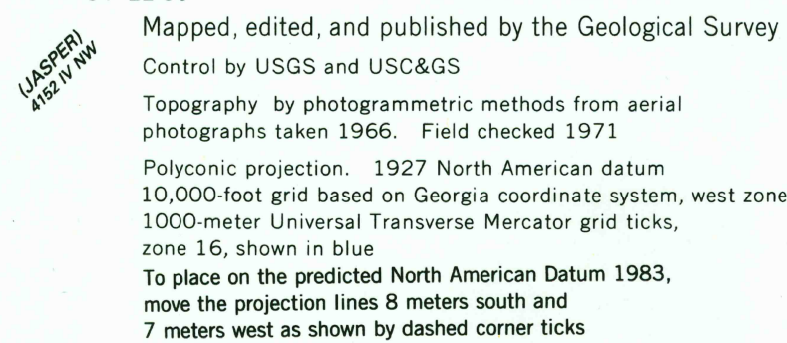 Mapped, edited, and published by the Geological Survey
(JASPER)
4152 IV NW
Control by USGS and USC&GS
Topography by photogrammetric methods from aerial
photographs taken 1966. Field checked 1971
Polyconic projection. 1927 North American datum
10,000-foot grid based on Georgia coordinate system, west zone
1000-meter Universal Transverse Mercator grid ticks,
zone 16, shown in blue
To place on the predicted North American Datum 1983,
move the projection lines 8 meters south and
7 meters west as shown by dashed corner ticks